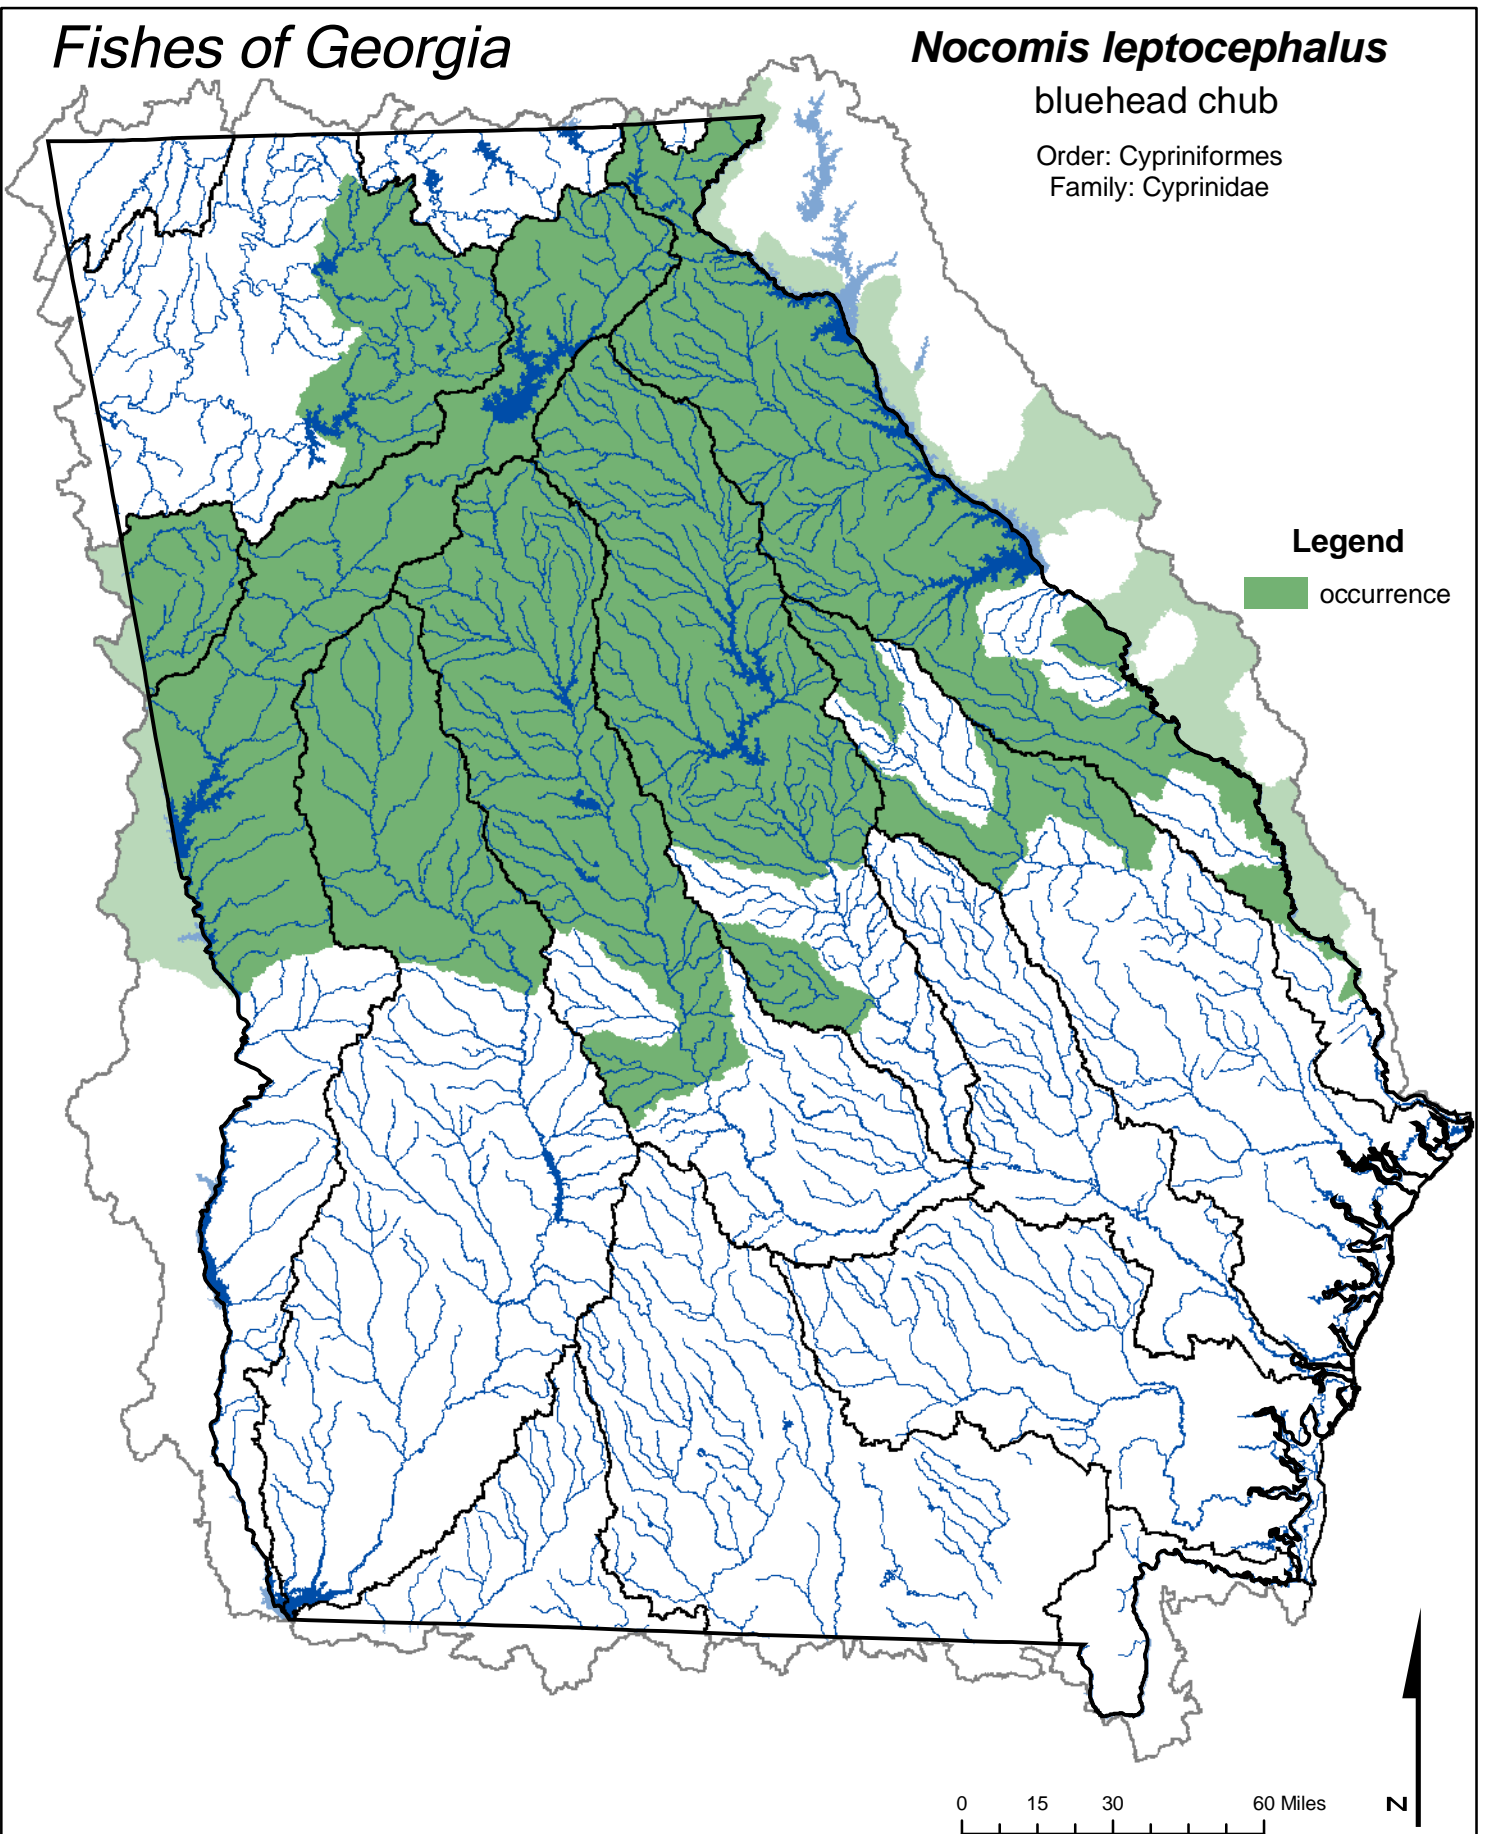 Fishes of Georgia
Nocomis leptocephalus
bluehead chub
Order: Cypriniformes
Family: Cyprinidae
Legend
occurrence
0 15 30 60 Miles
N